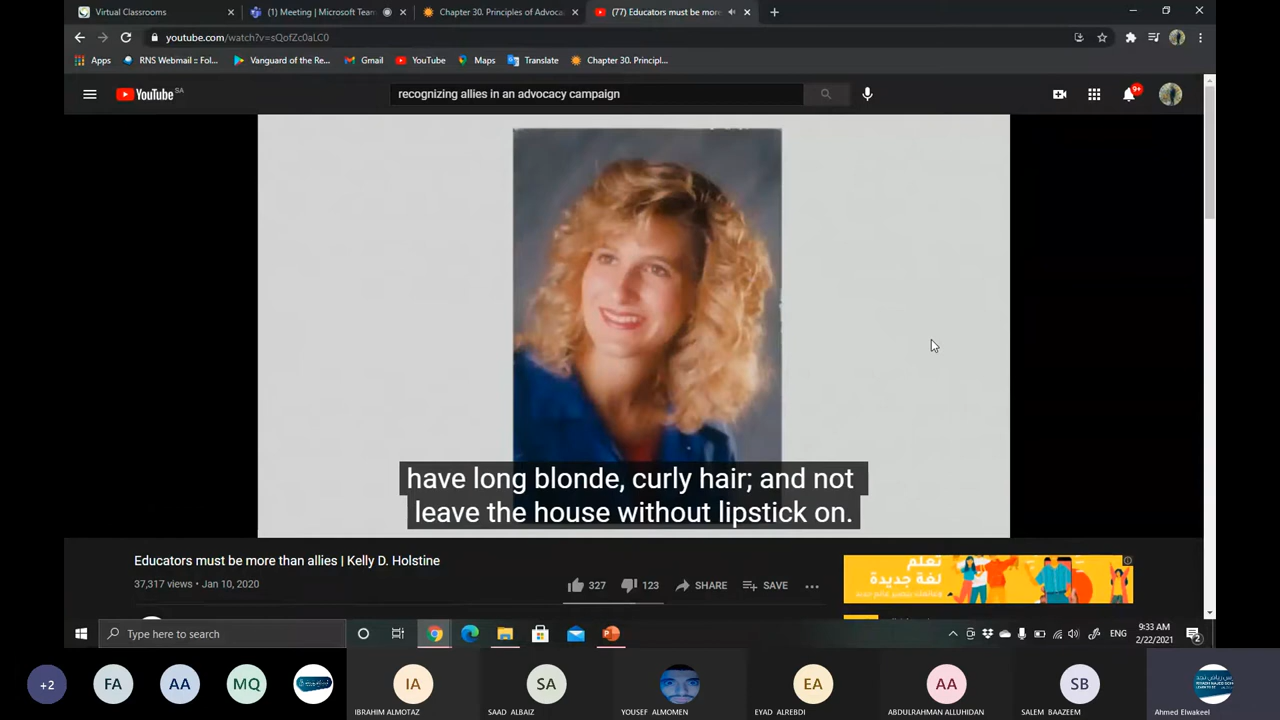 Virtual Classrooms
(1) Meeting | Microsoft Team
Chapter 30. Principles of Advoca
(77) Educators must be more
youtube.com/watch?v=sQofZc0aLC0
Apps
RNS Webmail :: Fol...
Vanguard of the Re...
Gmail
YouTube
Maps
Translate
Chapter 30. Principl...
YouTube SA
recognizing allies in an advocacy campaign
9+
have long blonde, curly hair; and not
leave the house without lipstick on.
Educators must be more than allies | Kelly D. Holstine
37,317 views • Jan 10, 2020
327
123
SHARE
SAVE
تعلم
لغة جديدة
Type here to search
ENG
9:33 AM
2/22/2021
2
+2
FA
AA
MQ
IA
SA
EA
AA
SB
IBRAHIM ALMOTAZ
SAAD ALBAIZ
YOUSEF ALMOMEN
EYAD ALREBDI
ABDULRAHMAN ALLUHIDAN
SALEM BAAZEEM
Ahmed Elwakeel